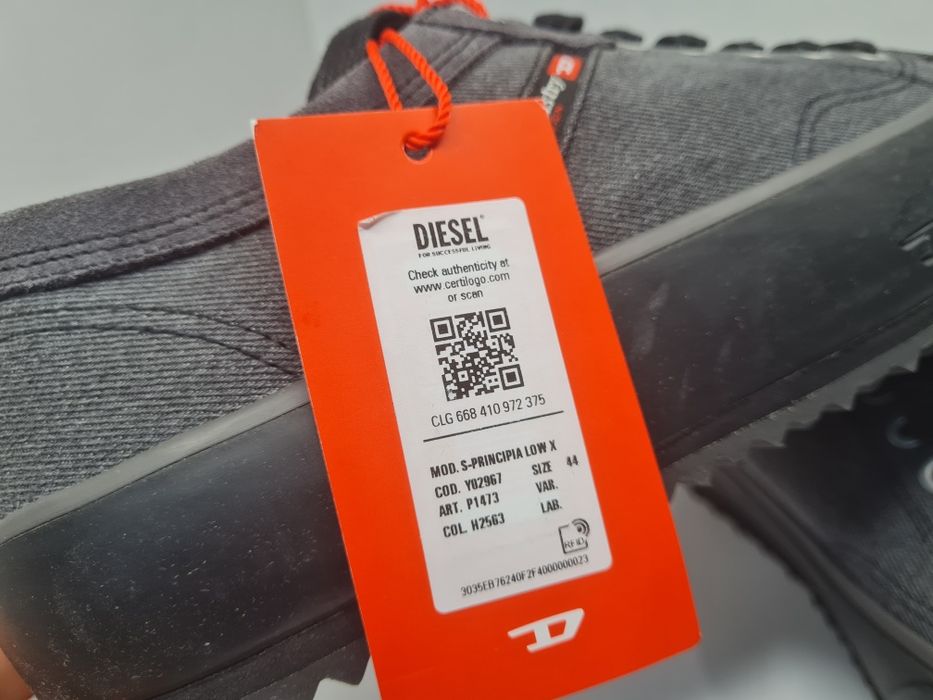 DIESEL
FOR SUCCESSFUL LIVING
Check authenticity at
www.certilogo.com
or scan
CLG 668 410 972 375
MOD. S-PRINCIPIA LOW X
COD. Y02967 SIZE 44
ART. P1473 VAR.
COL. H2563 LAB.
RFID
3035EB76240F2F4000000023
D